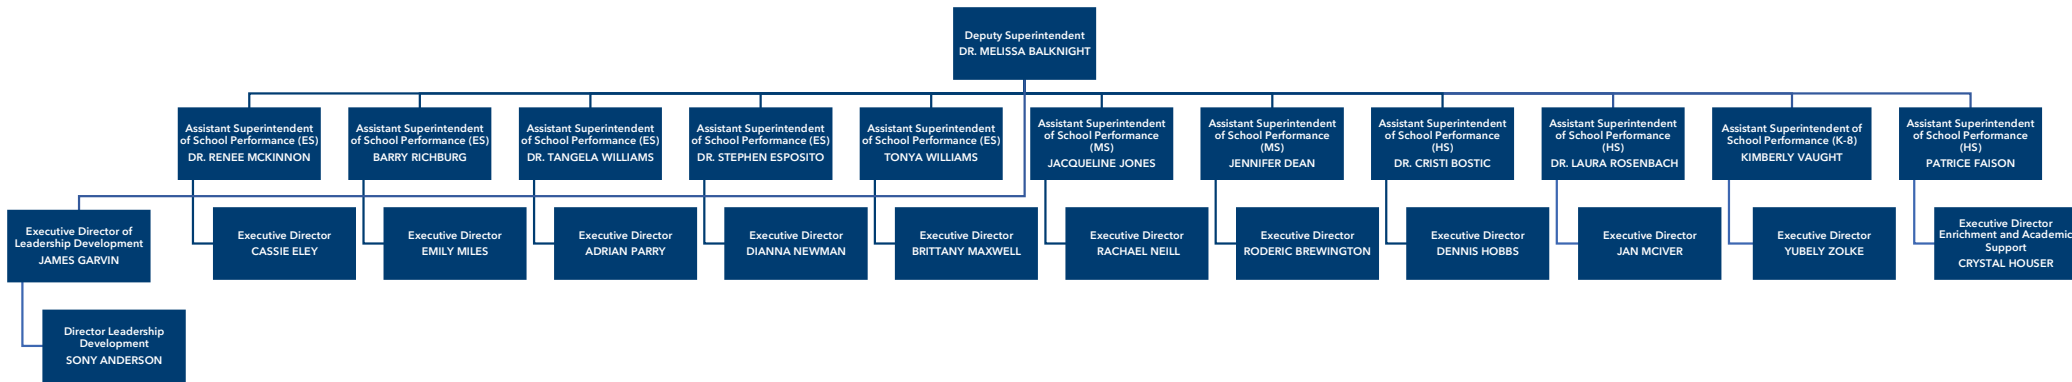 Deputy Superintendent
DR. MELISSA BALKNIGHT
Assistant Superintendent
of School Performance (ES)
DR. RENEE MCKINNON
Assistant Superintendent
of School Performance (ES)
BARRY RICHBURG
Assistant Superintendent
of School Performance (ES)
DR. TANGELA WILLIAMS
Assistant Superintendent
of School Performance (ES)
DR. STEPHEN ESPOSITO
Assistant Superintendent
of School Performance (ES)
TONYA WILLIAMS
Assistant Superintendent
of School Performance
(MS)
JACQUELINE JONES
Assistant Superintendent
of School Performance
(MS)
JENNIFER DEAN
Assistant Superintendent
of School Performance
(HS)
DR. CRISTI BOSTIC
Assistant Superintendent
of School Performance
(HS)
DR. LAURA ROSENBACH
Assistant Superintendent of
School Performance (K-8)
KIMBERLY VAUGHT
Assistant Superintendent
of School Performance
(HS)
PATRICE FAISON
Executive Director of
Leadership Development
JAMES GARVIN
Executive Director
CASSIE ELEY
Executive Director
EMILY MILES
Executive Director
ADRIAN PARRY
Executive Director
DIANNA NEWMAN
Executive Director
BRITTANY MAXWELL
Executive Director
RACHAEL NEILL
Executive Director
RODERIC BREWINGTON
Executive Director
DENNIS HOBBS
Executive Director
JAN MCIVER
Executive Director
YUBELY ZOLKE
Executive Director
Enrichment and Academic
Support
CRYSTAL HOUSER
Director Leadership
Development
SONY ANDERSON